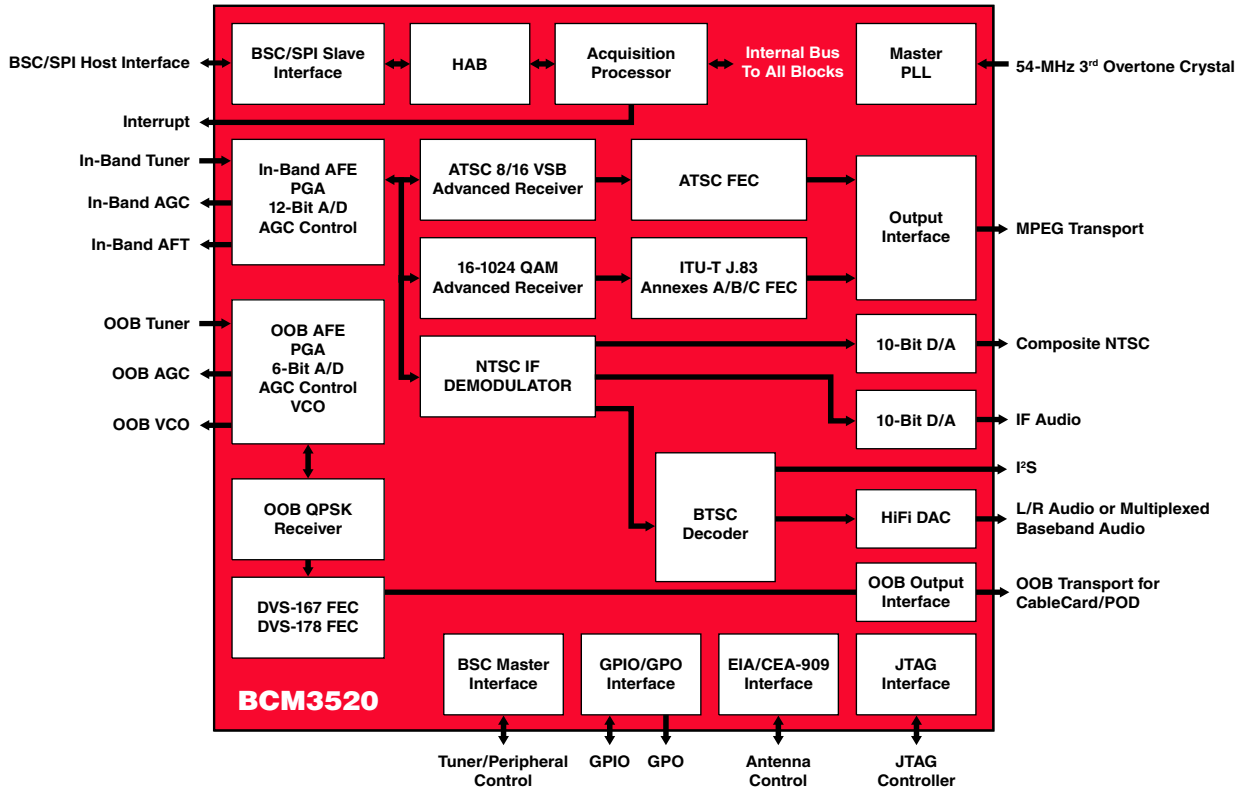 BSC/SPI Host Interface
BSC/SPI Slave
Interface
HAB
Acquisition
Processor
Internal Bus
To All Blocks
Master
PLL
54-MHz 3rd Overtone Crystal
Interrupt
In-Band Tuner
In-Band AGC
In-Band AFT
In-Band AFE
PGA
12-Bit A/D
AGC Control
ATSC 8/16 VSB
Advanced Receiver
ATSC FEC
Output
Interface
MPEG Transport
16-1024 QAM
Advanced Receiver
ITU-T J.83
Annexes A/B/C FEC
OOB Tuner
OOB AGC
OOB VCO
OOB AFE
PGA
6-Bit A/D
AGC Control
VCO
NTSC IF
DEMODULATOR
10-Bit D/A
Composite NTSC
10-Bit D/A
IF Audio
BTSC
Decoder
I²S
HiFi DAC
L/R Audio or Multiplexed
Baseband Audio
OOB QPSK
Receiver
DVS-167 FEC
DVS-178 FEC
OOB Output
Interface
OOB Transport for
CableCard/POD
BCM3520
BSC Master
Interface
GPIO/GPO
Interface
EIA/CEA-909
Interface
JTAG
Interface
Tuner/Peripheral
Control
GPIO
GPO
Antenna
Control
JTAG
Controller